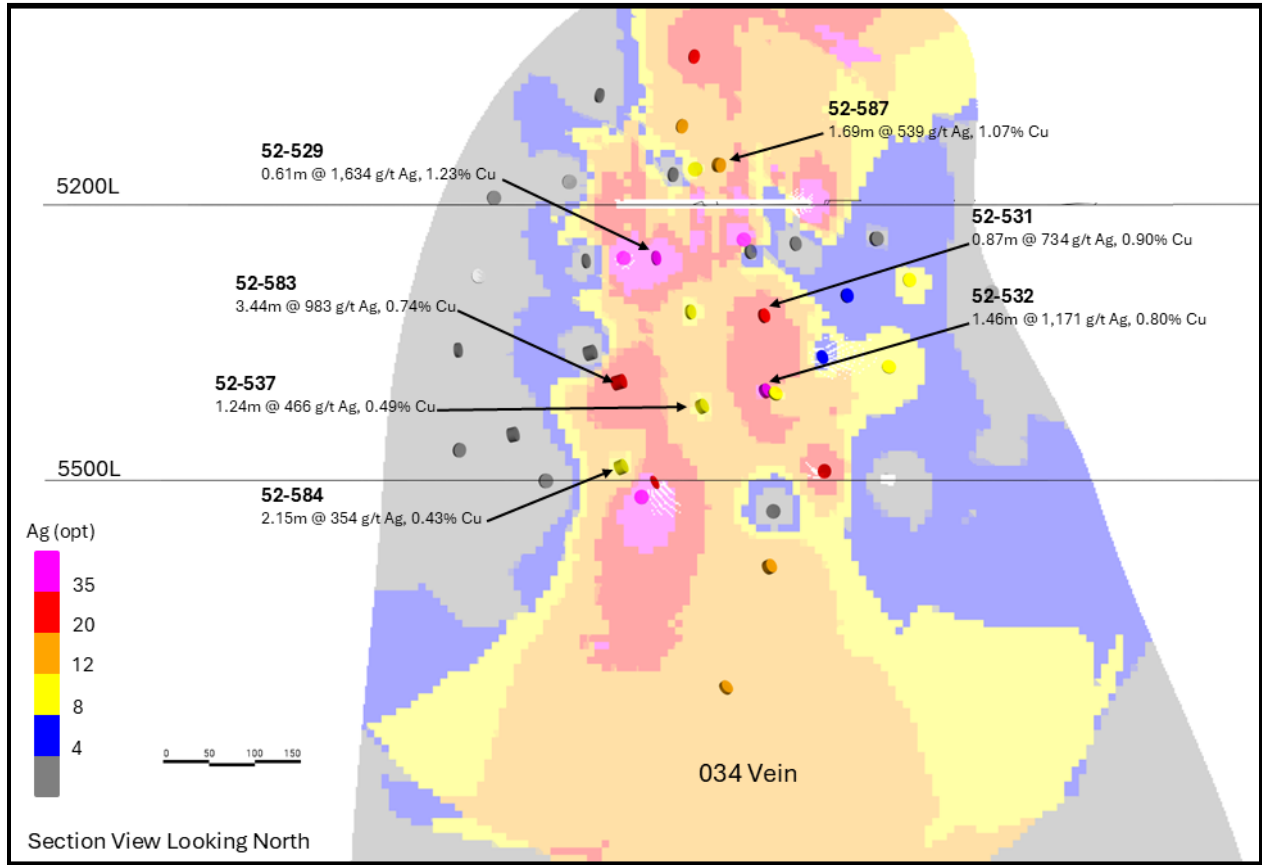 52-587
1.69m @ 539 g/t Ag, 1.07% Cu
52-529
0.61m @ 1,634 g/t Ag, 1.23% Cu
5200L
52-531
0.87m @ 734 g/t Ag, 0.90% Cu
52-583
3.44m @ 983 g/t Ag, 0.74% Cu
52-532
1.46m @ 1,171 g/t Ag, 0.80% Cu
52-537
1.24m @ 466 g/t Ag, 0.49% Cu
5500L
52-584
2.15m @ 354 g/t Ag, 0.43% Cu
Ag (opt)
35
20
12
8
4
0 50 100 150
034 Vein
Section View Looking North